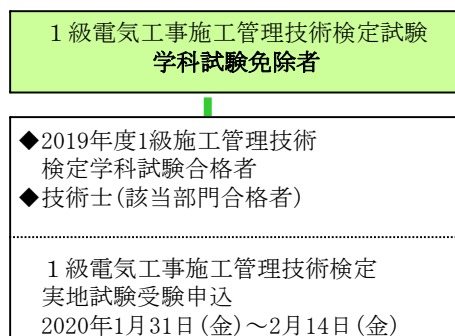 １級電気工事施工管理技術検定試験
学科試験免除者
◆2019年度1級施工管理技術
検定学科試験合格者
◆技術士(該当部門合格者)
１級電気工事施工管理技術検定
実地試験受験申込
2020年1月31日(金)～2月14日(金)